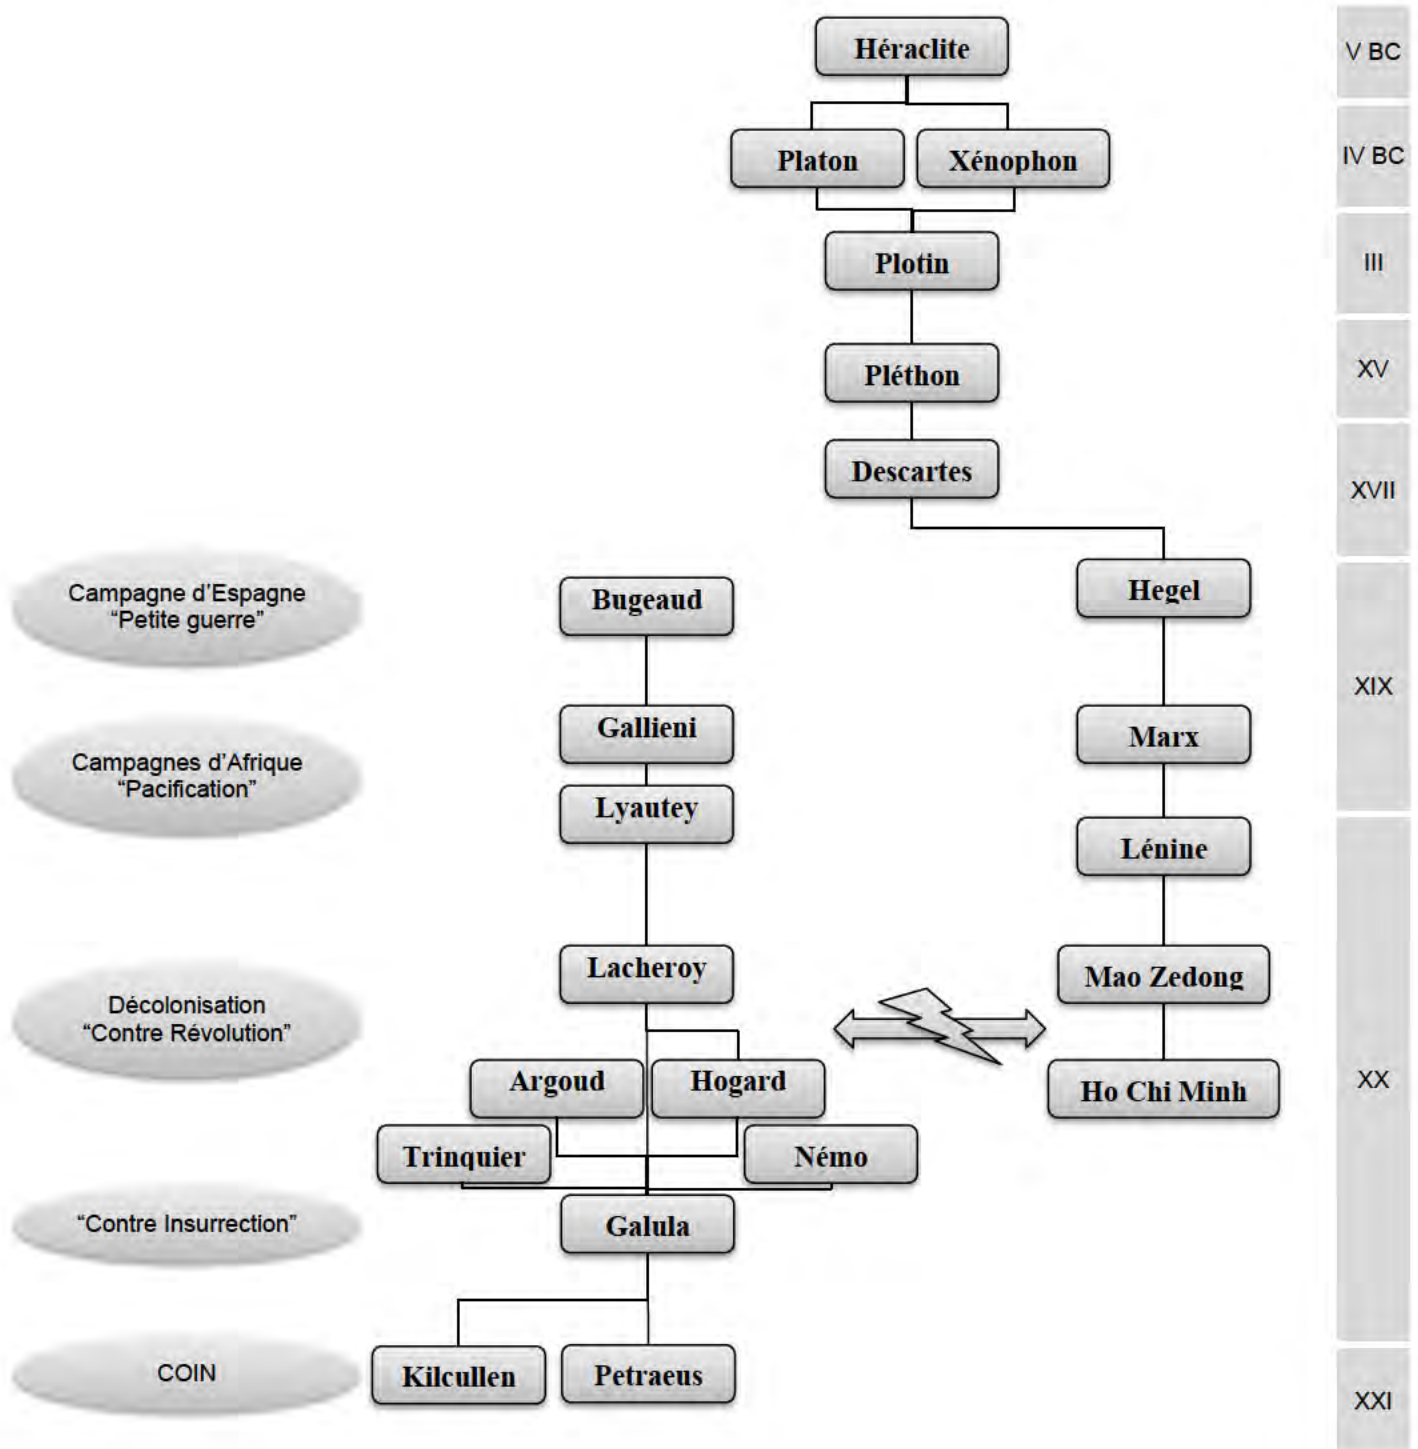 Héraclite
V BC
Platon
Xénophon
IV BC
Plotin
III
Pléthon
XV
Descartes
XVII
Campagne d’Espagne
“Petite guerre”
Bugeaud
Hegel
XIX
Gallieni
Marx
Campagnes d’Afrique
“Pacification”
Lyautey
Lénine
Lacheroy
Mao Zedong
Décolonisation
“Contre Révolution”
Argoud
Hogard
Ho Chi Minh
XX
Trinquier
Némo
“Contre Insurrection”
Galula
COIN
Kilcullen
Petraeus
XXI